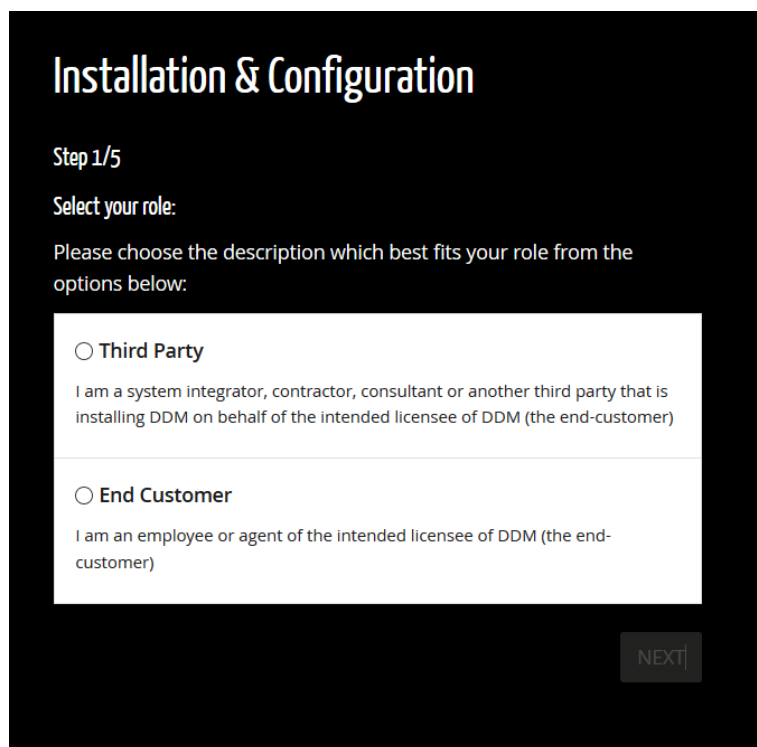 Installation & Configuration
Step 1/5
Select your role:
Please choose the description which best fits your role from the
options below:
Third Party
I am a system integrator, contractor, consultant or another third party that is
installing DDM on behalf of the intended licensee of DDM (the end-customer)
End Customer
I am an employee or agent of the intended licensee of DDM (the end-
customer)
NEXT